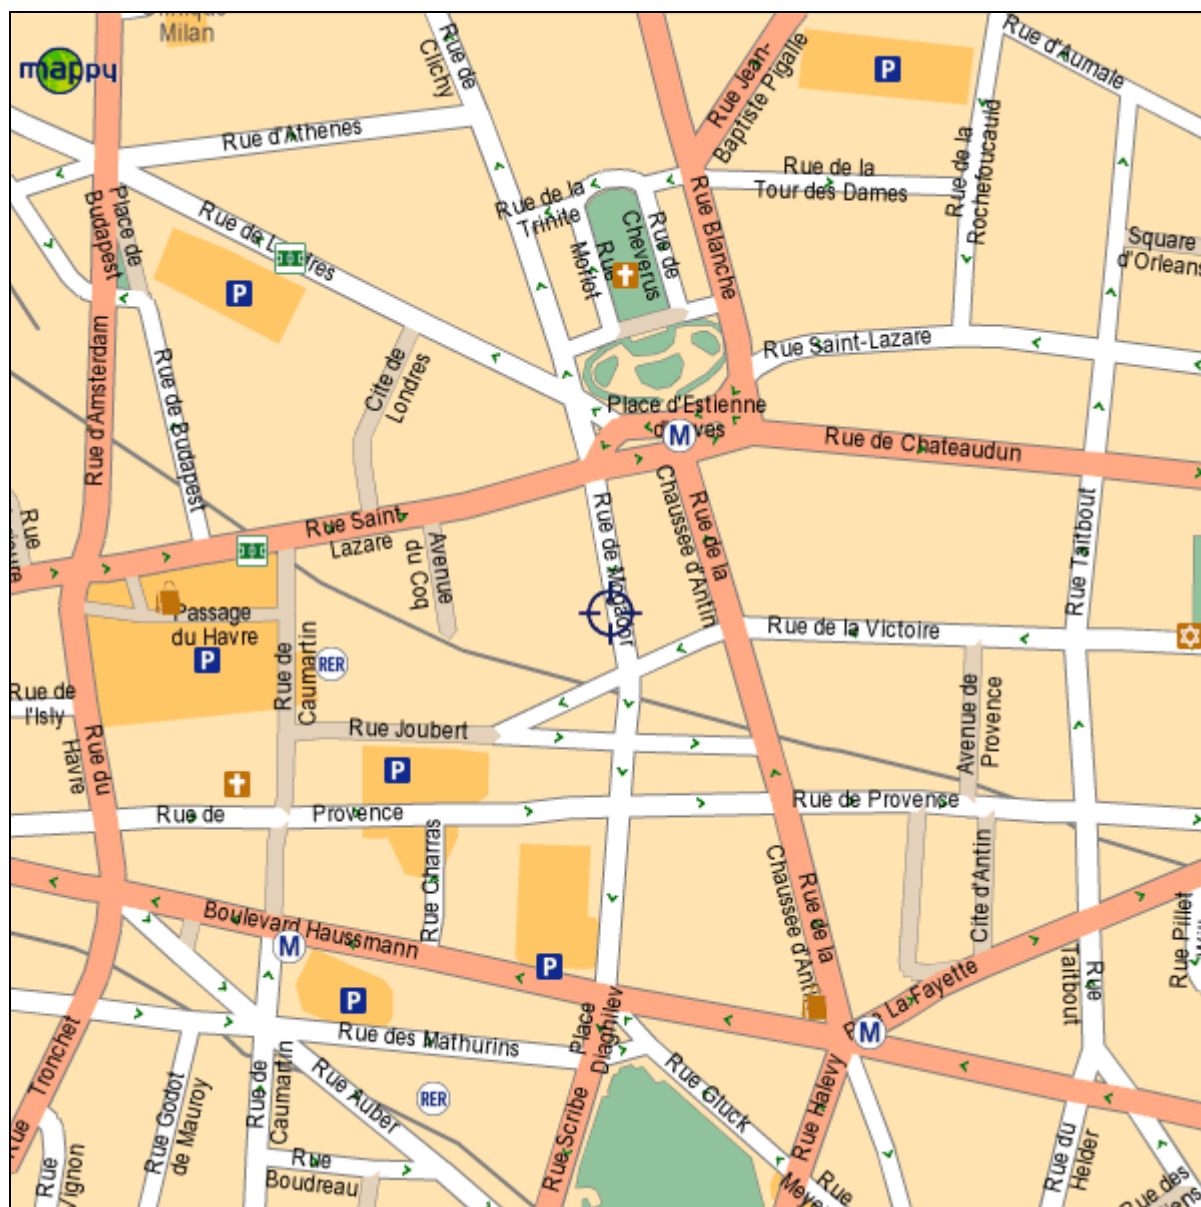 Milan
mappy
Rue de
Clichy
Rue Jean-
Baptiste Pigalle
P
Rue d'Aumale
Rue d'Athenes
Rue de la
Rochefoucauld
Rue de la
Tour des Dames
Rue de la
Trinite
Rue Blanche
Place de
Budapest
Rue de
Cheverus
Rue
Morlet
Square
d'Orleans
P
Rue d'Amsterdam
Rue de Budapest
Cite de
Londres
Rue Saint-Lazare
Place d'Estienne
M
Rue de Chateaudun
Rue Taitbout
Rue
Rue Saint-
Lazare
Avenue
du Coq
Rue de Mogador
Rue de la
Chaussee d'Antin
Passage
du Havre
P
Rue de
Caumartin
RER
Rue de la Victoire
Rue de
l'Isly
Rue du
Havre
Rue Joubert
P
Avenue de
Provence
Rue de
Provence
Rue de Provense
Rue Charras
Rue de la
Chaussee d'Antin
Cite d'Antin
Boulevard Haussmann
M
P
P
Rue La Fayette
M
Rue
Taitbout
Rue Pillet
Rue Tronchet
Rue des Mathurins
Place
Diaghilev
Rue Godot
de Mauroy
Rue de
Caumartin
Rue Auber
RER
Rue Scribe
Rue Gluck
Rue Halevy
Rue du
Helder
Rue
Boudreau
Rue
Rue
Rue des